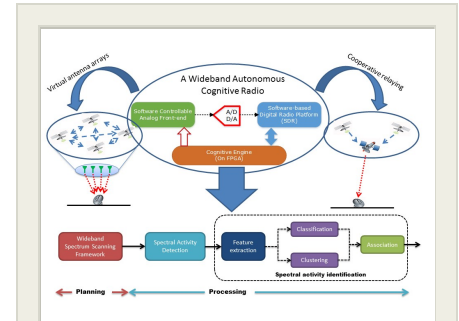 Virtual antenna arrays
Cooperative relaying
A Wideband Autonomous
Cognitive Radio
Software Controllable
Analog Front-end
A/D
D/A
Software-based
Digital Radio Platform
(SDR)
Cognitive Engine
(On FPGA)
Wideband
Spectrum Scanning
Framework
Spectral Activity
Detection
Feature
extraction
Classification
Clustering
Association
Spectral activity identification
Planning
Processing